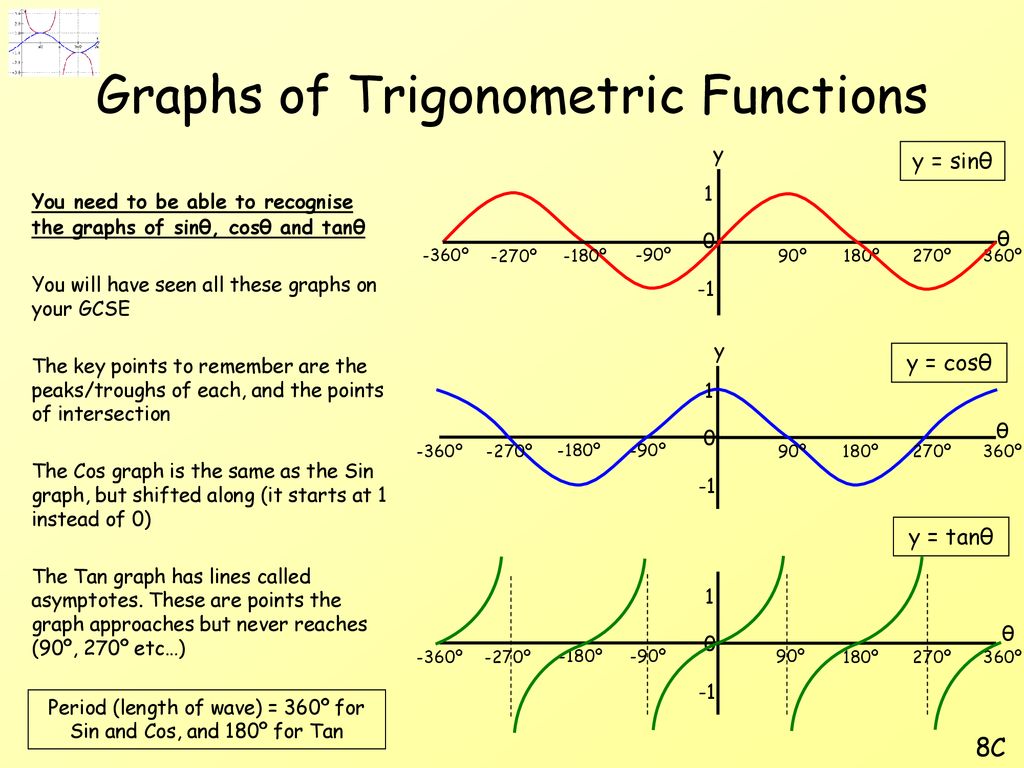 Graphs of Trigonometric Functions
You need to be able to recognise
the graphs of sinθ, cosθ and tanθ
You will have seen all these graphs on
your GCSE
The key points to remember are the
peaks/troughs of each, and the points
of intersection
The Cos graph is the same as the Sin
graph, but shifted along (it starts at 1
instead of 0)
The Tan graph has lines called
asymptotes. These are points the
graph approaches but never reaches
(90º, 270º etc…)
Period (length of wave) = 360º for
Sin and Cos, and 180º for Tan
y
y = sinθ
1
0
θ
-360º -270º -180º -90º 90º 180º 270º 360º
-1
y
y = cosθ
1
0
θ
-360º -270º -180º -90º 90º 180º 270º 360º
-1
y = tanθ
1
0
θ
-360º -270º -180º -90º 90º 180º 270º 360º
-1
8C